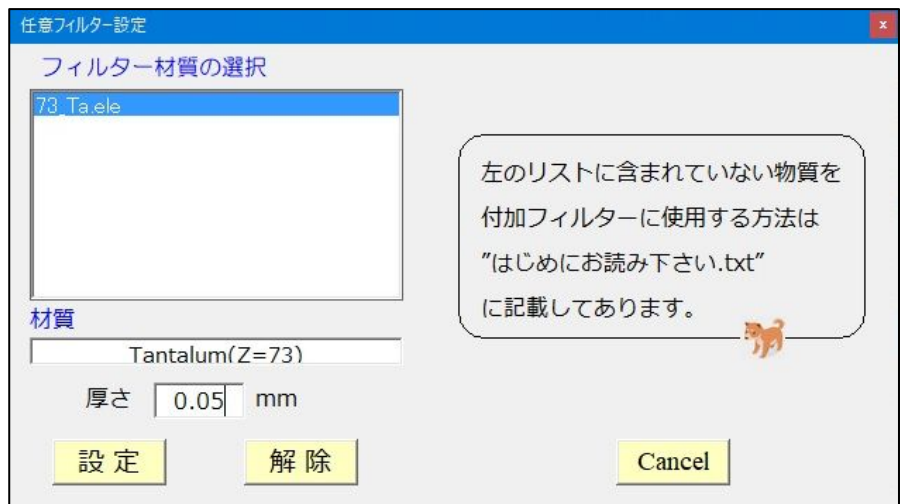 任意フィルター設定
x
フィルター材質の選択
73_Ta.ele
左のリストに含まれていない物質を
付加フィルターに使用する方法は
"はじめにお読み下さい.txt"
に記載してあります。
材質
Tantalum(Z=73)
厚さ 0.05 mm
設 定 解 除 Cancel